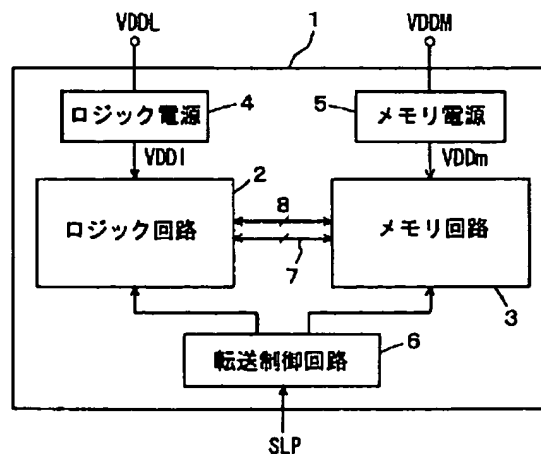 VDDL
1
VDDM
ロジック電源
4
5
メモリ電源
VDDl
VDDm
2
8
ロジック回路
メモリ回路
7
3
転送制御回路
6
SLP